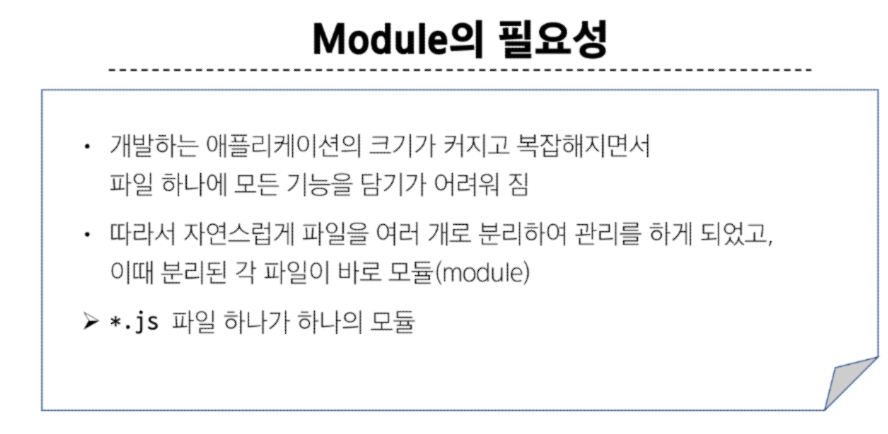 Module의 필요성
• 개발하는 애플리케이션의 크기가 커지고 복잡해지면서
파일 하나에 모든 기능을 담기가 어려워 짐
• 따라서 자연스럽게 파일을 여러 개로 분리하여 관리를 하게 되었고,
이때 분리된 각 파일이 바로 모듈(module)
➢ *.js 파일 하나가 하나의 모듈